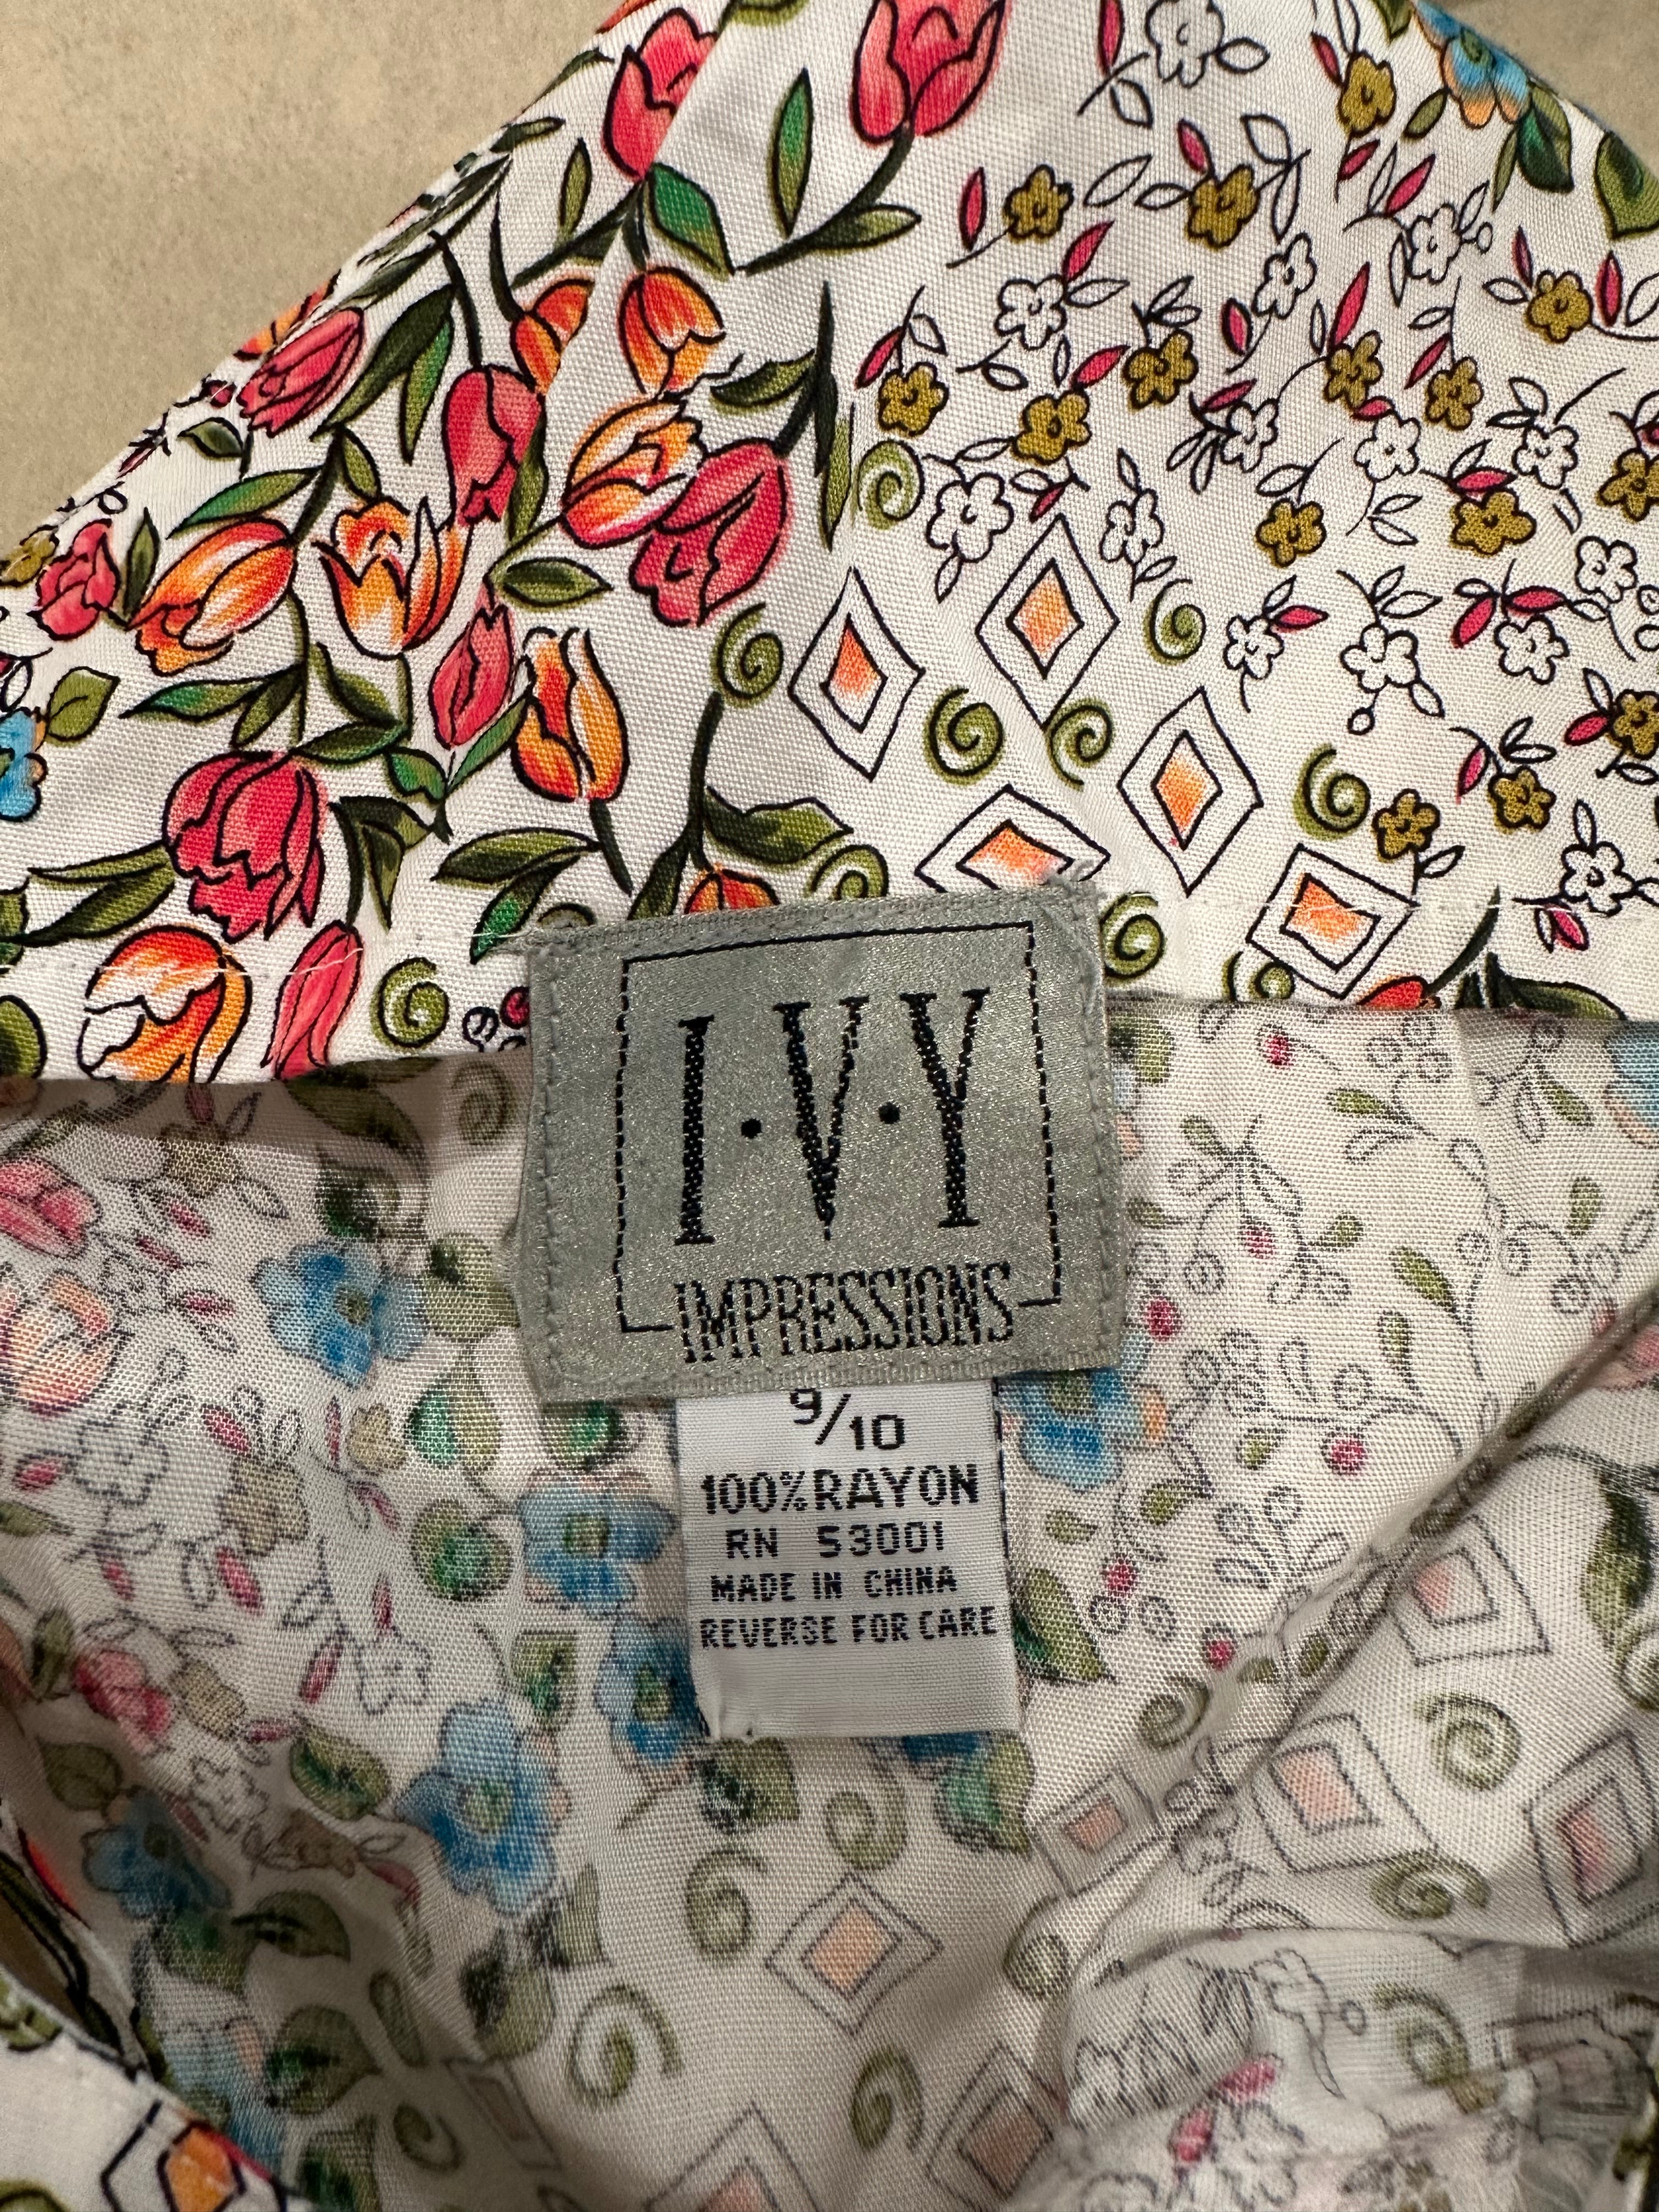 I·V·Y
IMPRESSIONS
9/10
100% RAYON
RN 53001
MADE IN CHINA
REVERSE FOR CARE